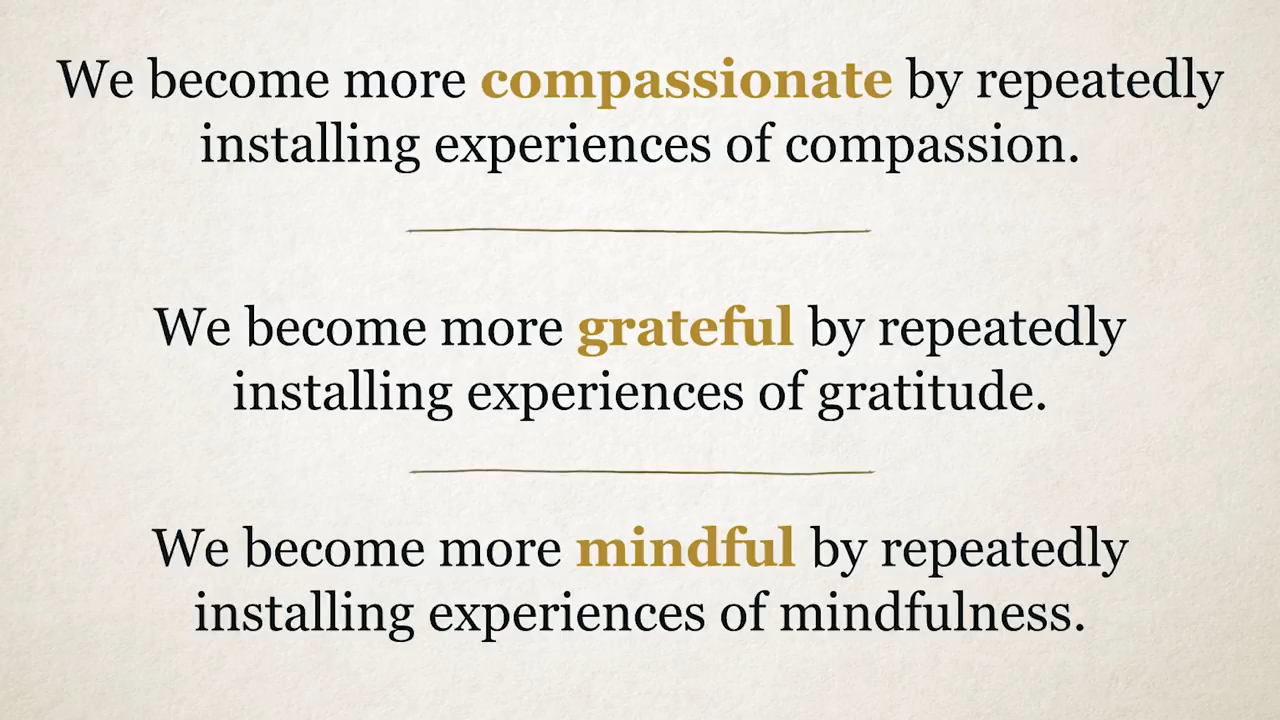 We become more compassionate by repeatedly
installing experiences of compassion.
We become more grateful by repeatedly
installing experiences of gratitude.
We become more mindful by repeatedly
installing experiences of mindfulness.